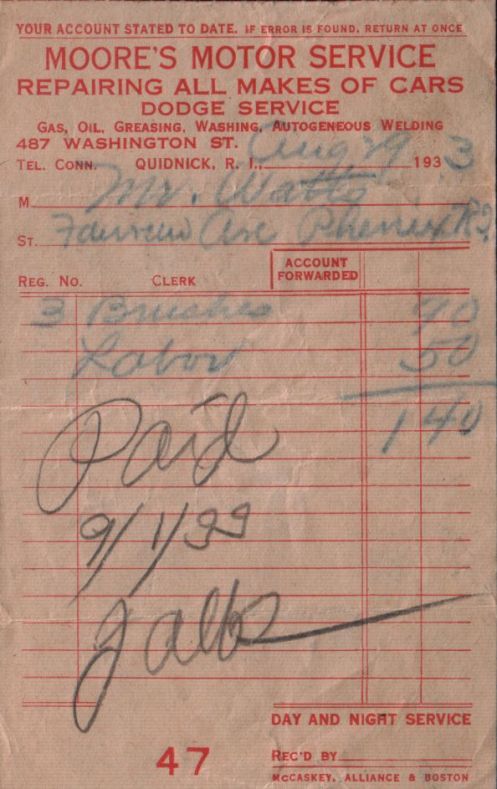 YOUR ACCOUNT STATED TO DATE. IF ERROR IS FOUND, RETURN AT ONCE
MOORE'S MOTOR SERVICE
REPAIRING ALL MAKES OF CARS
DODGE SERVICE
GAS, OIL, GREASING, WASHING, AUTOGENEOUS WELDING
487 WASHINGTON ST.
TEL. CONN. QUIDNICK, R. I., Aug 29 1933
M Mr. Watts
ST. Fairview Ave Phenix R.I.
REG. NO. CLERK ACCOUNT FORWARDED
3 Brushes 90
Labor 50
140
Paid
9/1/33
DAY AND NIGHT SERVICE
47
REC'D BY
MCCASKEY, ALLIANCE & BOSTON